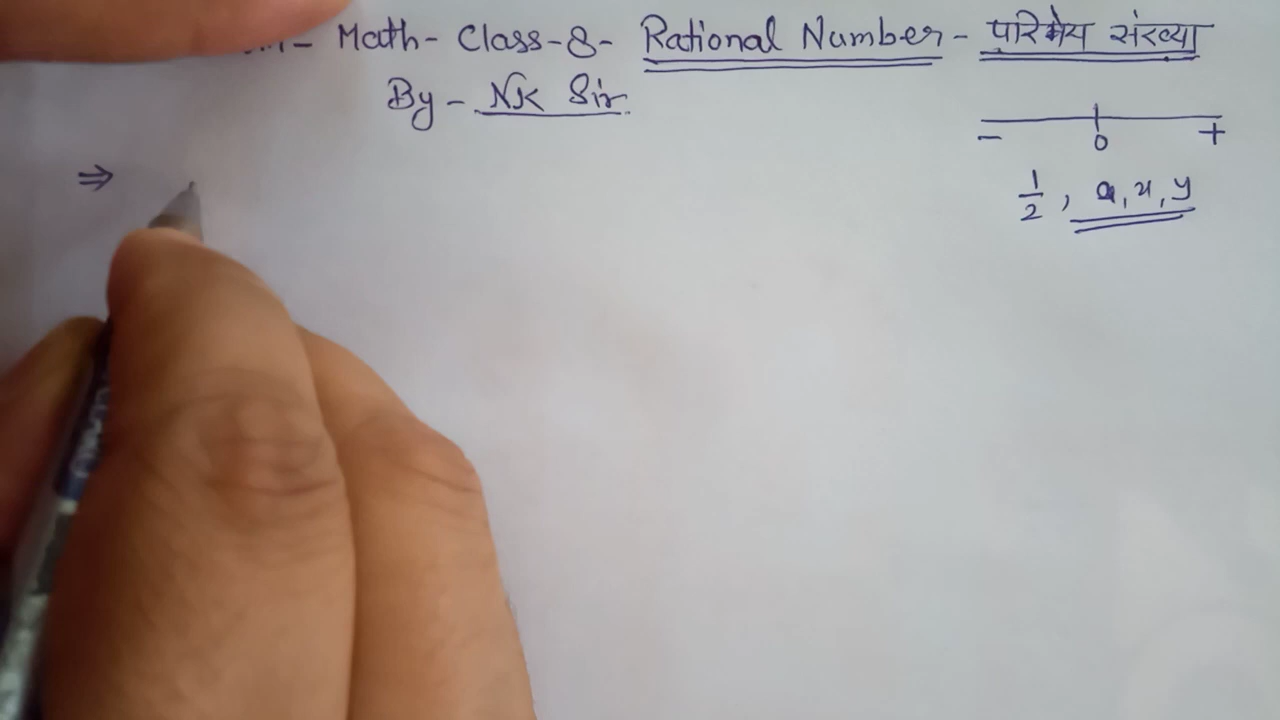 Math- Class-8- Rational Number- परिमेय संख्या
By- NK Sir
- 0 +
⇒
1/2, a, x, y